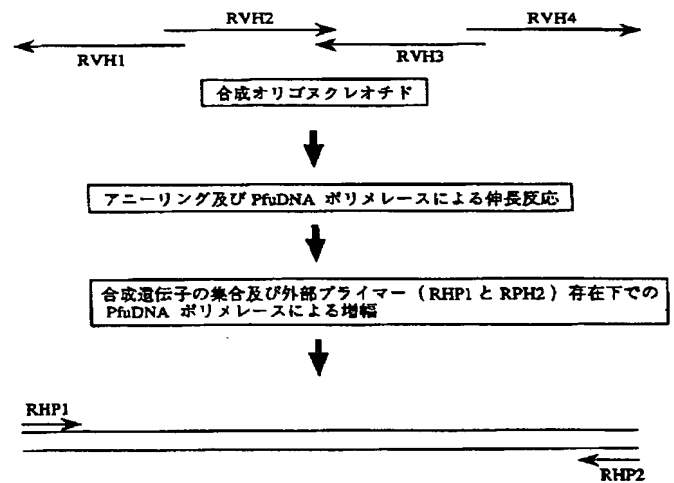 RVH2
RVH4
RVH1
RVH3
合成オリゴヌクレオチド
アニーリング及び PfuDNA ポリメレースによる伸長反応
合成遺伝子の集合及び外部プライマー ( RHP1 と RPH2 ) 存在下での
PfuDNA ポリメレースによる増幅
RHP1
RHP2